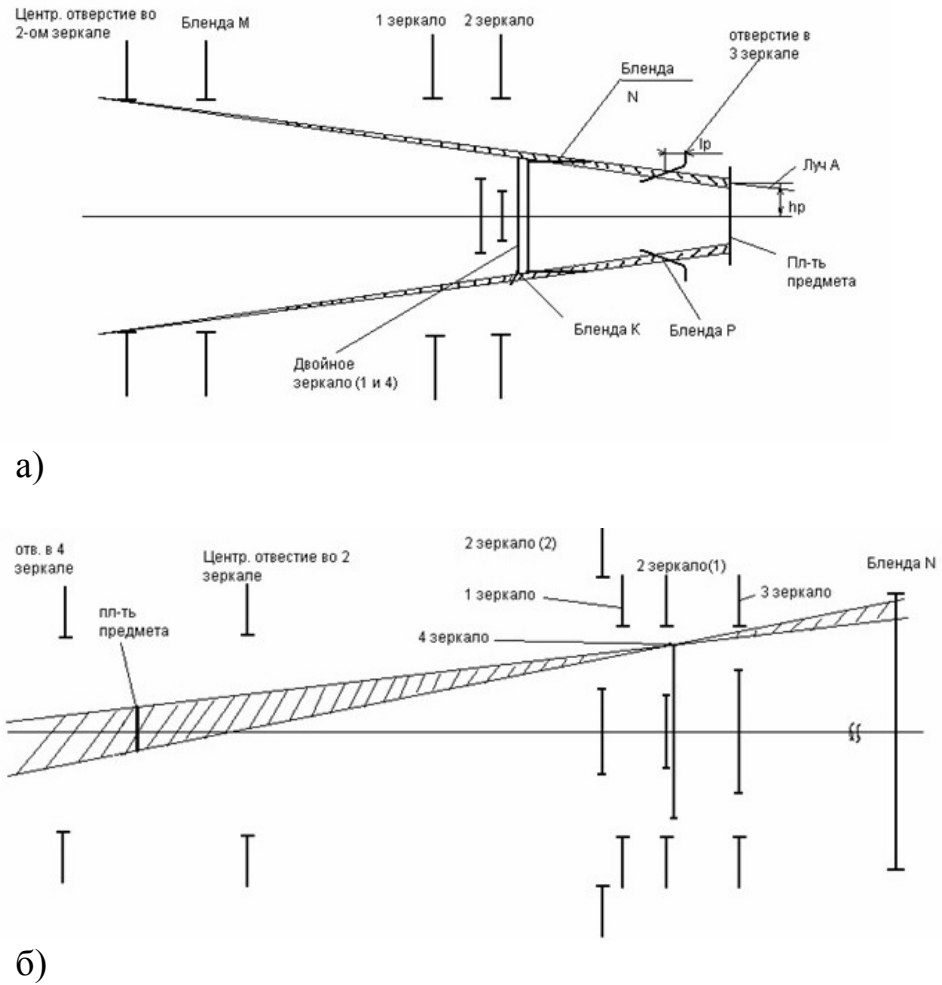 Центр. отверстие во
2-ом зеркале
Бленда М
1 зеркало
2 зеркало
отверстие в
3 зеркале
Бленда
N
lp
Луч А
hp
Пл-ть
предмета
Бленда К
Бленда Р
Двойное
зеркало (1 и 4)
а)
отв. в 4
зеркале
Центр. отвестие во 2
зеркале
2 зеркало (2)
2 зеркало(1)
Бленда N
1 зеркало
3 зеркало
пл-ть
предмета
4 зеркало
б)